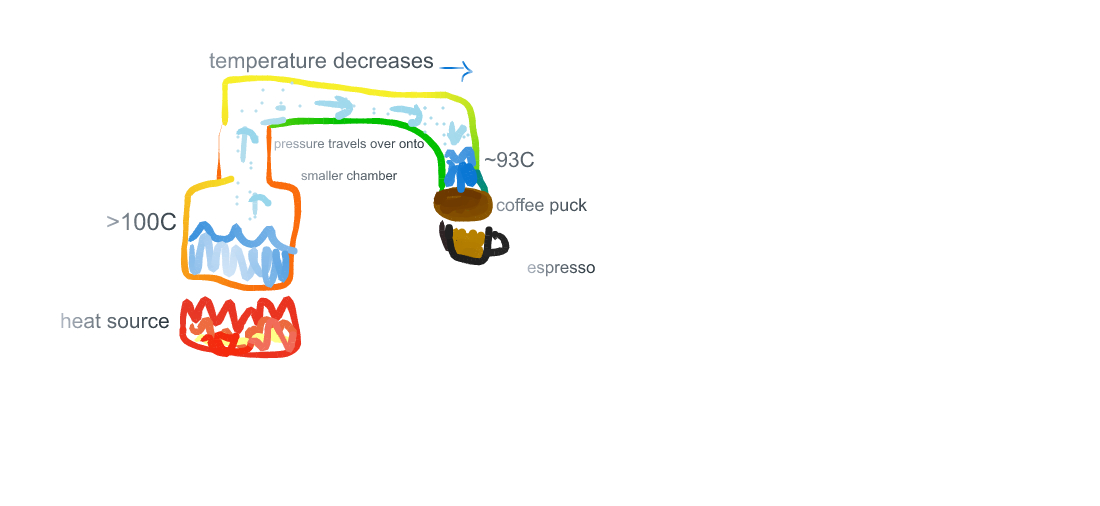 temperature decreases
pressure travels over onto
~93C
smaller chamber
coffee puck
>100C
espresso
heat source